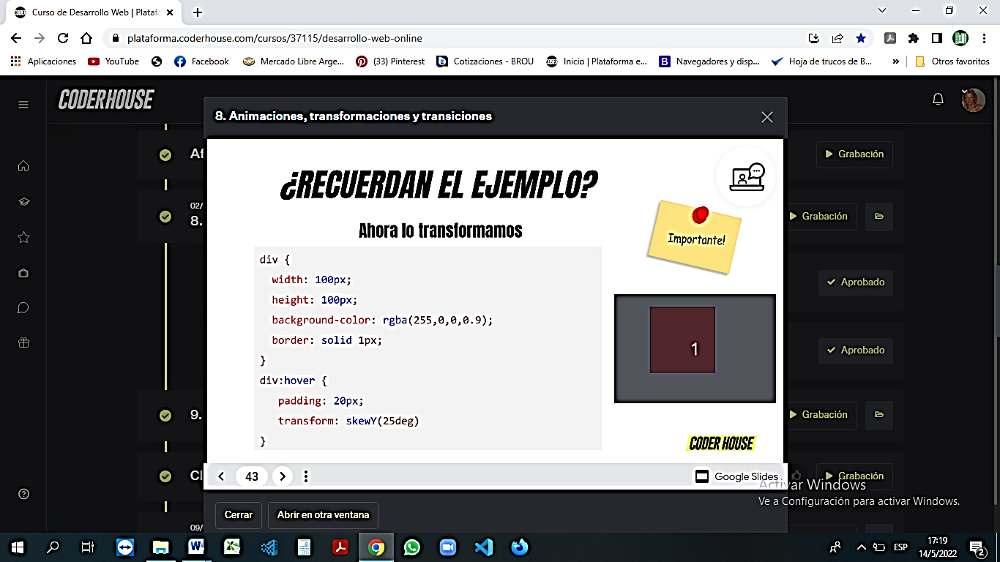 Curso de Desarrollo Web | Plataf
plataforma.coderhouse.com/cursos/37115/desarrollo-web-online
Aplicaciones YouTube Facebook Mercado Libre Arge... (33) Pinterest Cotizaciones - BROU Inicio | Plataforma e... Navegadores y disp... Hoja de trucos de B... » Otros favoritos
CODERHOUSE
8. Animaciones, transformaciones y transiciones
Af
Grabación
02/
8.
Grabación
Aprobado
Aprobado
9.
Grabación
Cl
Grabación
09/
¿RECUERDAN EL EJEMPLO?
Ahora lo transformamos
Importante!
div {
width: 100px;
height: 100px;
background-color: rgba(255,0,0,0.9);
border: solid 1px;
}
div:hover {
padding: 20px;
transform: skewY(25deg)
}
1
CODER HOUSE
43
Google Slides
Activar Windows
Ve a Configuración para activar Windows.
Cerrar Abrir en otra ventana
ESP
17:19
14/5/2022
2